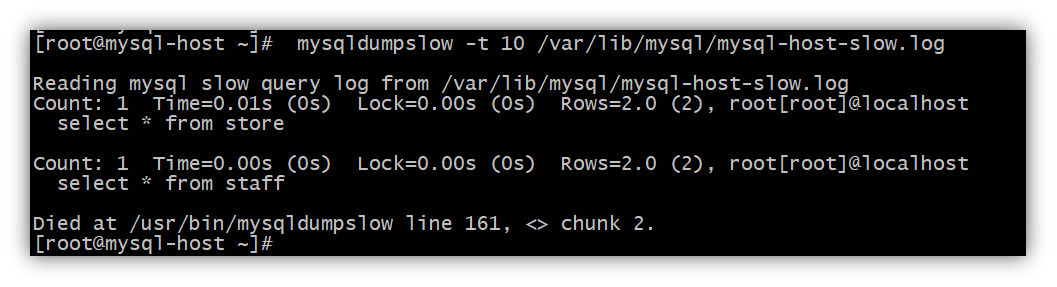 [root@mysql-host ~]#  mysqldumpslow -t 10 /var/lib/mysql/mysql-host-slow.log

Reading mysql slow query log from /var/lib/mysql/mysql-host-slow.log
Count: 1  Time=0.01s (0s)  Lock=0.00s (0s)  Rows=2.0 (2), root[root]@localhost
  select * from store

Count: 1  Time=0.00s (0s)  Lock=0.00s (0s)  Rows=2.0 (2), root[root]@localhost
  select * from staff

Died at /usr/bin/mysqldumpslow line 161, <> chunk 2.
[root@mysql-host ~]#